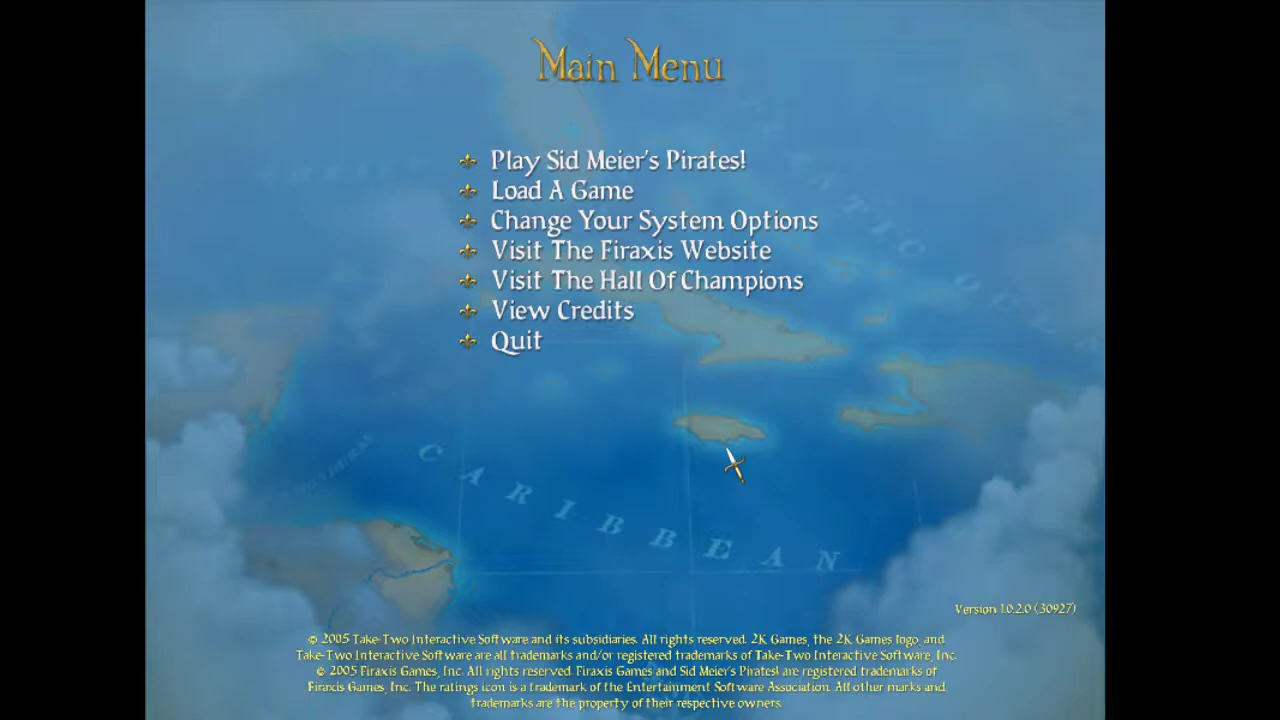 Main Menu
Play Sid Meier's Pirates!
Load A Game
Change Your System Options
Visit The Firaxis Website
Visit The Hall Of Champions
View Credits
Quit
CARIBBEAN
Version 1.0.2.0 (30927)
© 2005 Take-Two Interactive Software and its subsidiaries. All rights reserved. 2K Games, the 2K Games logo, and
Take-Two Interactive Software are all trademarks and/or registered trademarks of Take-Two Interactive Software, Inc.
© 2005 Firaxis Games, Inc. All rights reserved. Firaxis Games and Sid Meier's Pirates! are registered trademarks of
Firaxis Games, Inc. The ratings icon is a trademark of the Entertainment Software Association. All other marks and
trademarks are the property of their respective owners.